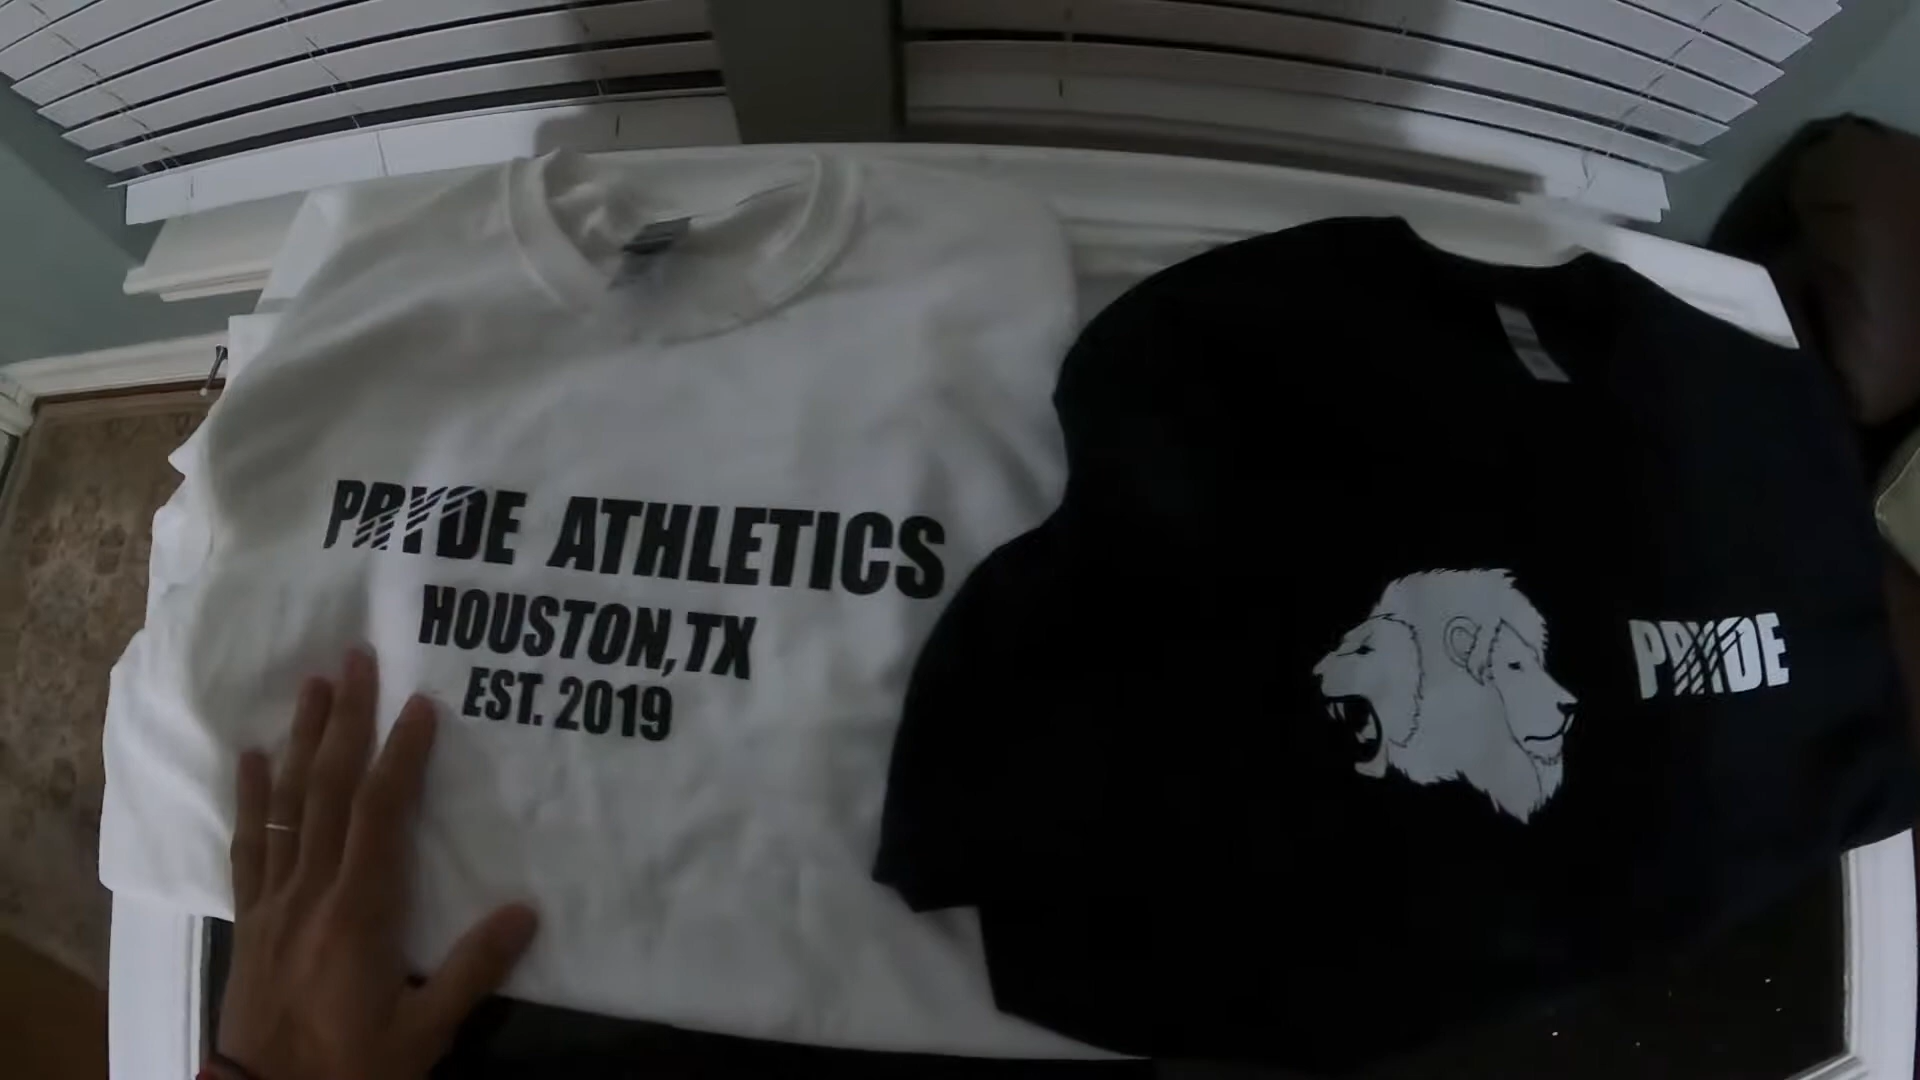 PRYDE ATHLETICS
HOUSTON, TX
EST. 2019
PRYDE